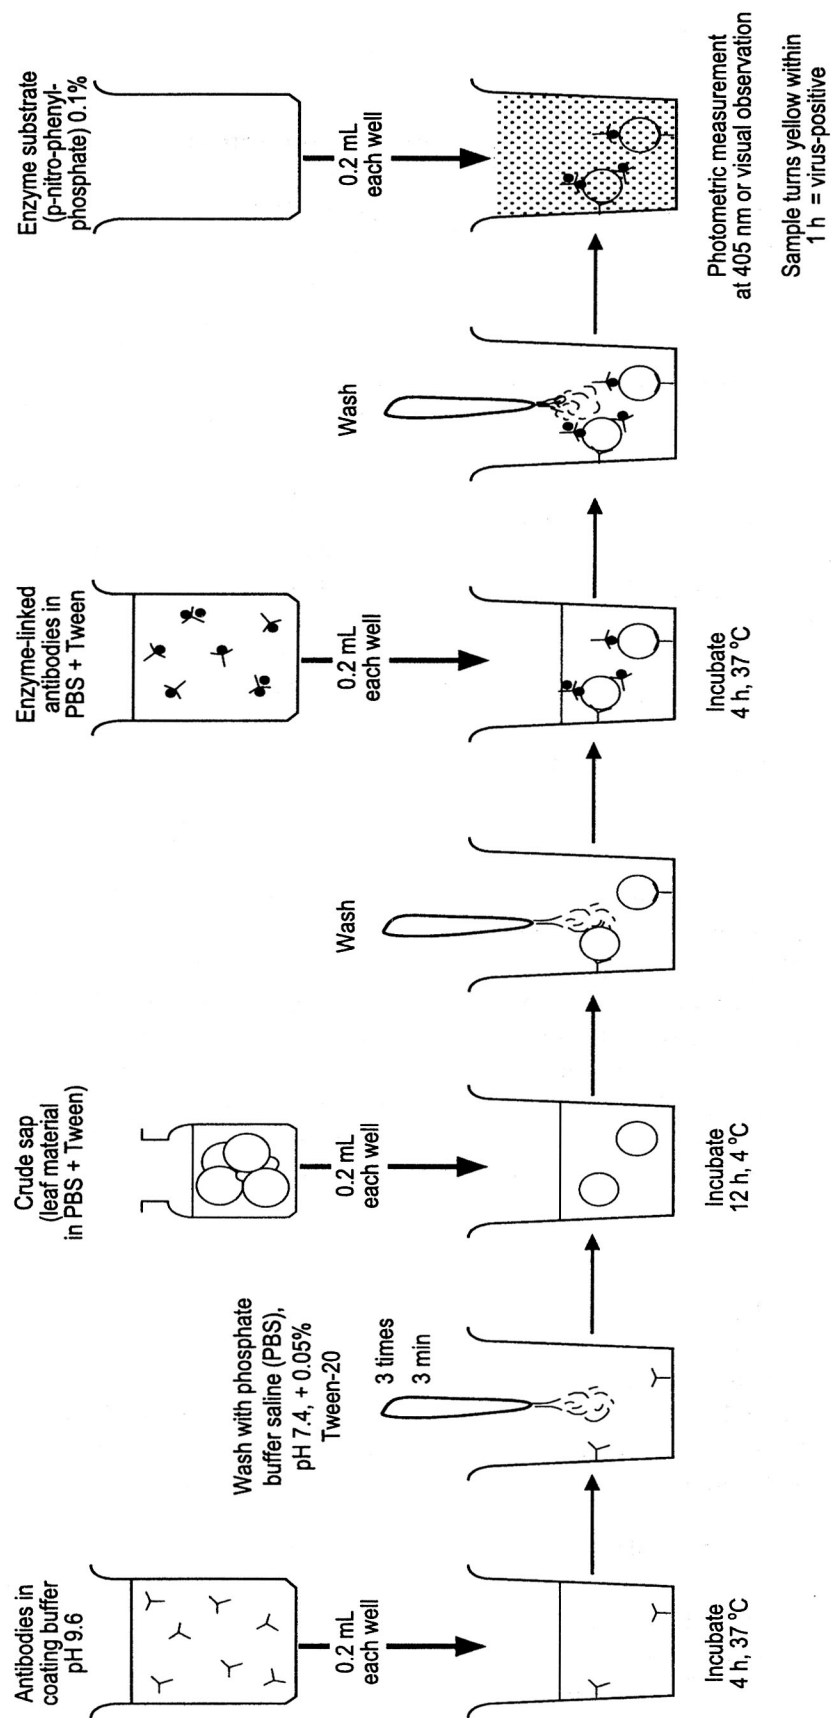 Antibodies in
coating buffer
pH 9.6
0.2 mL
each well
Incubate
4 h, 37 °C
Wash with phosphate
buffer saline (PBS),
pH 7.4, + 0.05%
Tween-20
3 times
3 min
Crude sap
(leaf material
in PBS + Tween)
0.2 mL
each well
Incubate
12 h, 4 °C
Wash
Enzyme-linked
antibodies in
PBS + Tween
0.2 mL
each well
Incubate
4 h, 37 °C
Wash
Enzyme substrate
(p-nitro-phenyl-
phosphate) 0.1%
0.2 mL
each well
Photometric measurement
at 405 nm or visual observation
Sample turns yellow within
1 h = virus-positive